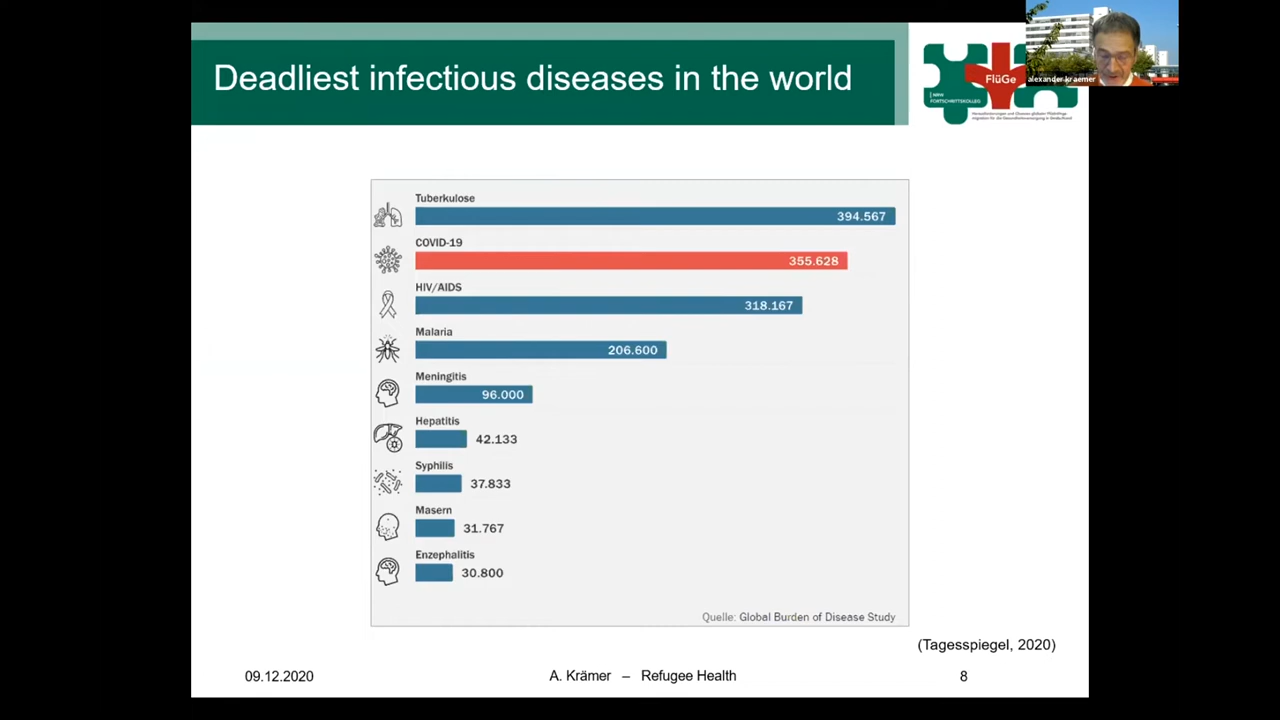 Deadliest infectious diseases in the world
FlüGe
NRW
FORTSCHRITTSKOLLEG
alexander kraemer
Tuberkulose
394.567
COVID-19
355.628
HIV/AIDS
318.167
Malaria
206.600
Meningitis
96.000
Hepatitis
42.133
Syphilis
37.833
Masern
31.767
Enzephalitis
30.800
Quelle: Global Burden of Disease Study
(Tagesspiegel, 2020)
09.12.2020
A. Krämer – Refugee Health
8